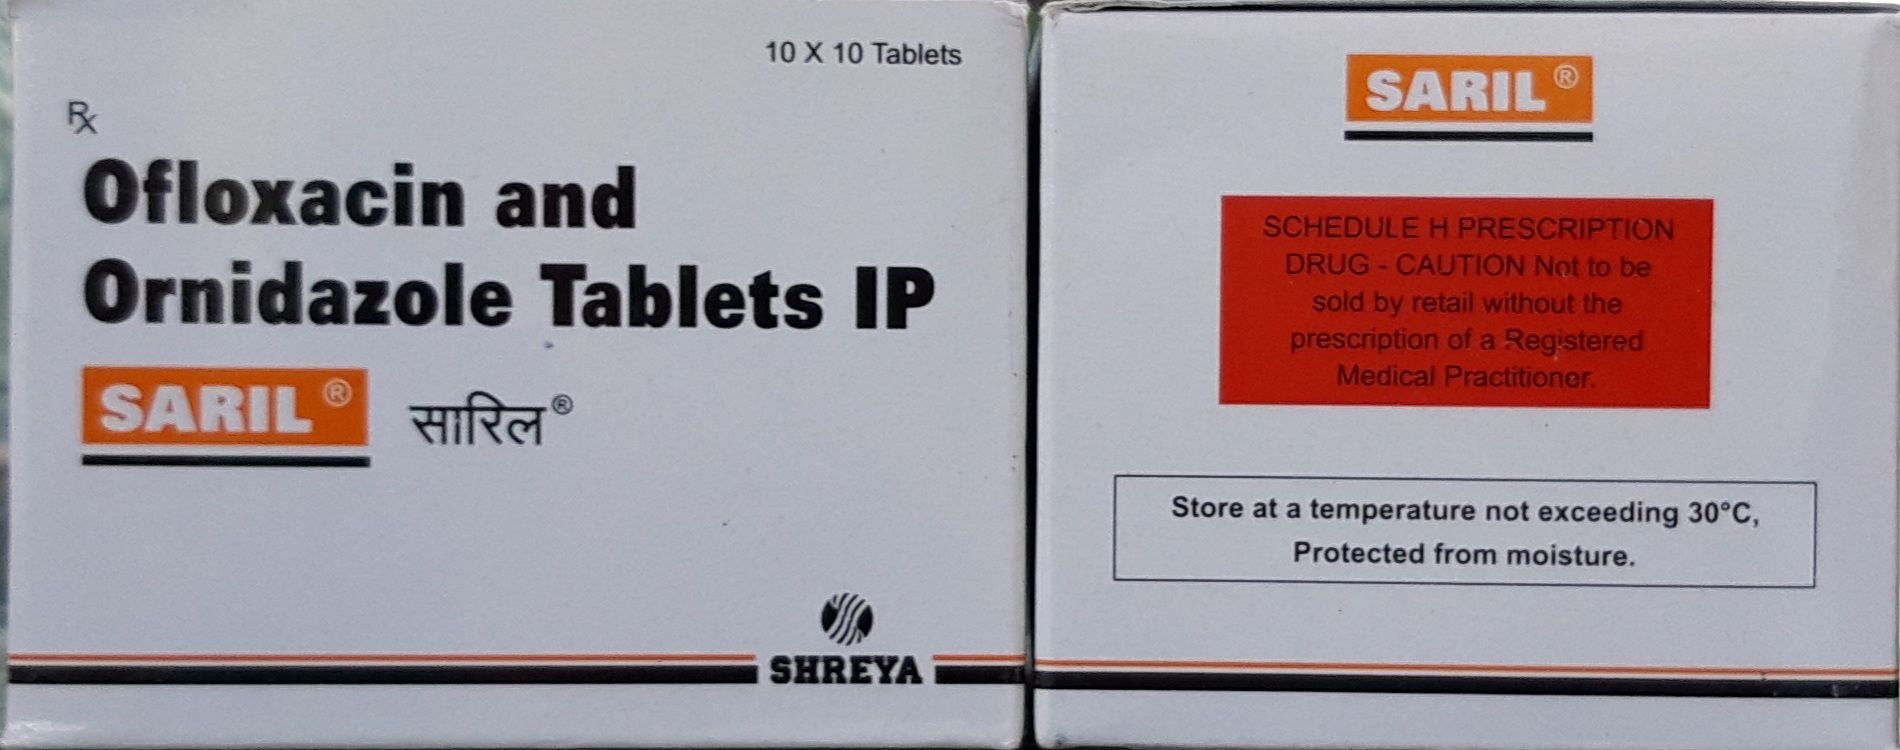 10 X 10 Tablets
Rx
Ofloxacin and
Ornidazole Tablets IP
SARIL®
सारिल®
SHREYA
SARIL®
SCHEDULE H PRESCRIPTION
DRUG - CAUTION Not to be
sold by retail without the
prescription of a Registered
Medical Practitioner.
Store at a temperature not exceeding 30°C,
Protected from moisture.